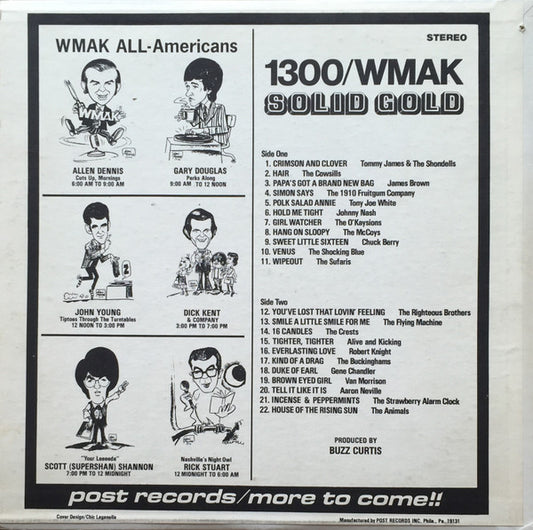 STEREO
WMAK ALL-Americans
WMAK
ALLEN DENNIS
Cuts Up, Mornings
6:00 AM TO 9:00 AM
GARY DOUGLAS
Perks Along
9:00 AM TO 12 NOON
2
JOHN YOUNG
Tiptoes Through The Turntables
12 NOON TO 3:00 PM
DICK KENT
& COMPANY
3:00 PM TO 7:00 PM
"Your Leeeeda"
SCOTT (SUPERSHAN) SHANNON
7:00 PM TO 12 MIDNIGHT
Nashville's Night Owl
RICK STUART
12 MIDNIGHT TO 6:00 AM
1300/WMAK
SOLID GOLD
Side One
1. CRIMSON AND CLOVER Tommy James & The Shondells
2. HAIR The Cowsills
3. PAPA'S GOT A BRAND NEW BAG James Brown
4. SIMON SAYS The 1910 Fruitgum Company
5. POLK SALAD ANNIE Tony Joe White
6. HOLD ME TIGHT Johnny Nash
7. GIRL WATCHER The O'Kaysions
8. HANG ON SLOOPY The McCoys
9. SWEET LITTLE SIXTEEN Chuck Berry
10. VENUS The Shocking Blue
11. WIPEOUT The Sufaris
Side Two
12. YOU'VE LOST THAT LOVIN' FEELING The Righteous Brothers
13. SMILE A LITTLE SMILE FOR ME The Flying Machine
14. 16 CANDLES The Crests
15. TIGHTER, TIGHTER Alive and Kicking
16. EVERLASTING LOVE Robert Knight
17. KIND OF A DRAG The Buckinghams
18. DUKE OF EARL Gene Chandler
19. BROWN EYED GIRL Van Morrison
20. TELL IT LIKE IT IS Aaron Neville
21. INCENSE & PEPPERMINTS The Strawberry Alarm Clock
22. HOUSE OF THE RISING SUN The Animals
PRODUCED BY
BUZZ CURTIS
post records/more to come!!
Cover Design/Chic Laganella
Manufactured by POST RECORDS INC. Phila., Pa., 19131